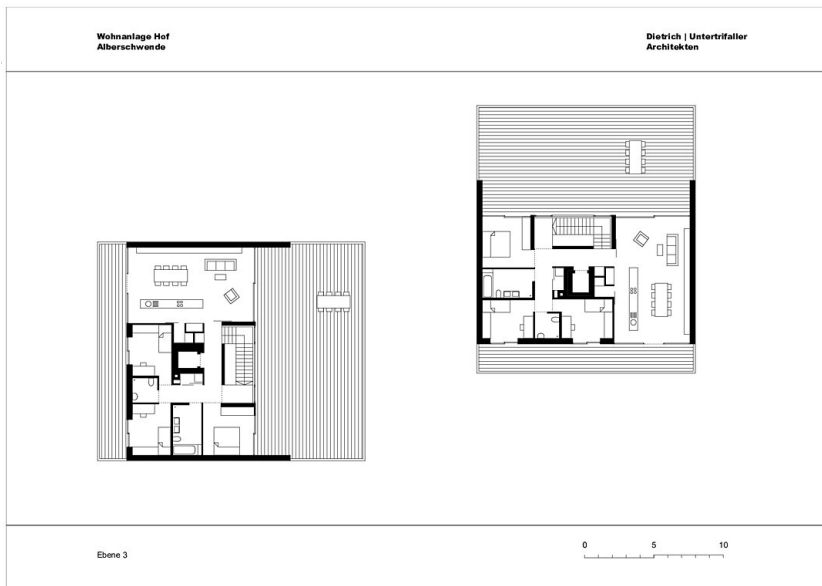 Wohnanlage Hof
Alberschwende
Dietrich | Untertrifaller
Architekten
Ebene 3
0 5 10